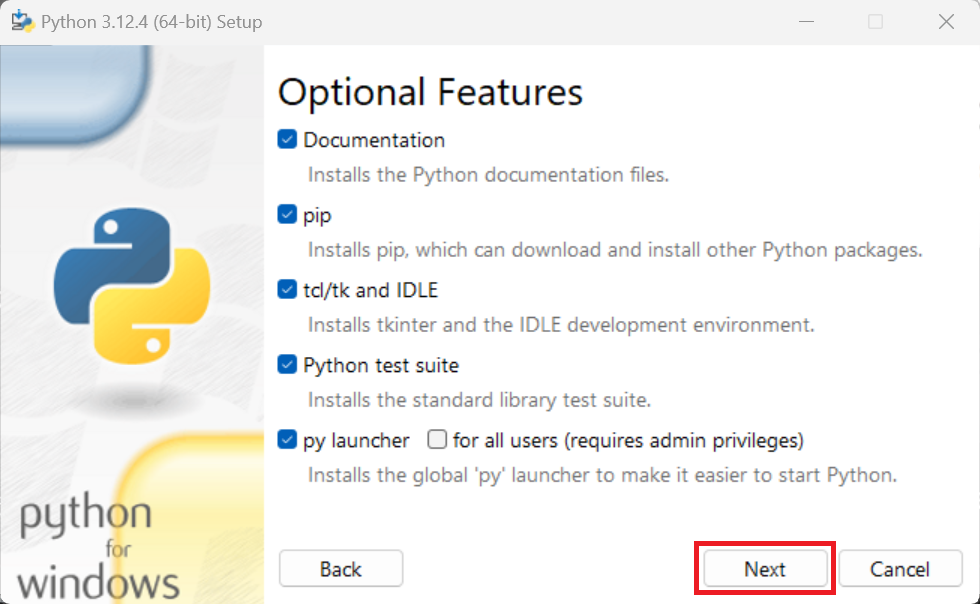 Python 3.12.4 (64-bit) Setup
Optional Features
Documentation
Installs the Python documentation files.
pip
Installs pip, which can download and install other Python packages.
tcl/tk and IDLE
Installs tkinter and the IDLE development environment.
Python test suite
Installs the standard library test suite.
py launcher for all users (requires admin privileges)
Installs the global 'py' launcher to make it easier to start Python.
python
for
windows
Back Next Cancel